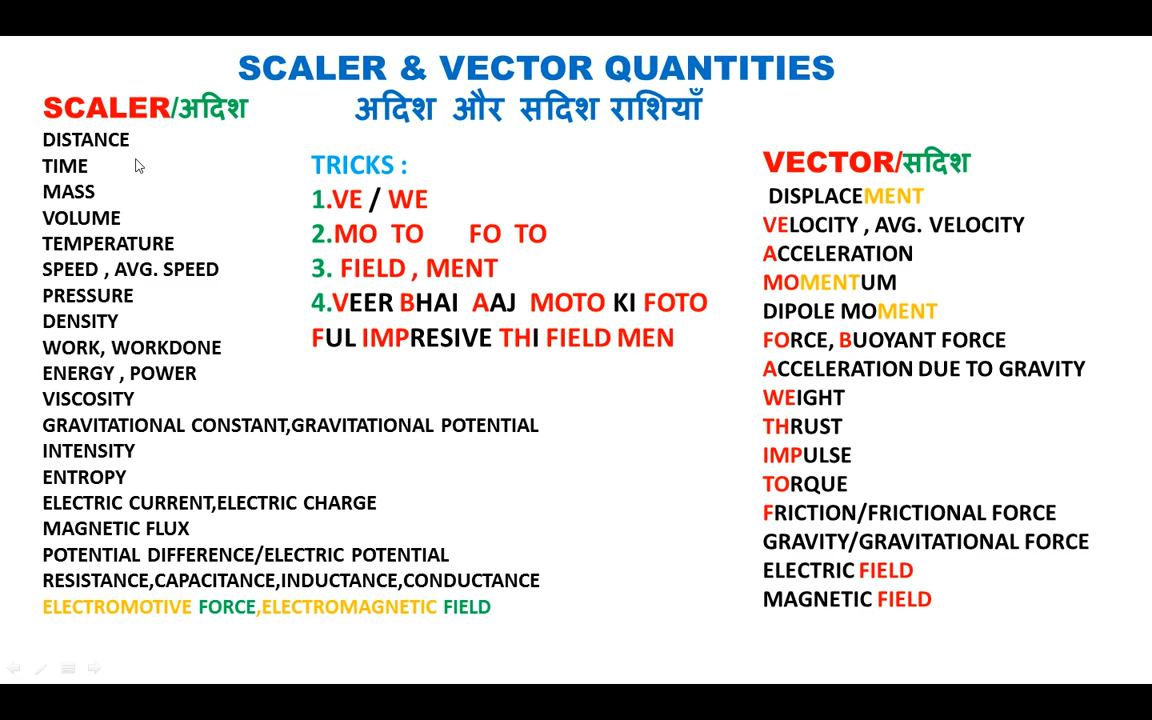 SCALER & VECTOR QUANTITIES
अदिश और सदिश राशियाँ
SCALER/अदिश
DISTANCE
TIME
MASS
VOLUME
TEMPERATURE
SPEED , AVG. SPEED
PRESSURE
DENSITY
WORK, WORKDONE
ENERGY , POWER
VISCOSITY
GRAVITATIONAL CONSTANT,GRAVITATIONAL POTENTIAL
INTENSITY
ENTROPY
ELECTRIC CURRENT,ELECTRIC CHARGE
MAGNETIC FLUX
POTENTIAL DIFFERENCE/ELECTRIC POTENTIAL
RESISTANCE,CAPACITANCE,INDUCTANCE,CONDUCTANCE
ELECTROMOTIVE FORCE,ELECTROMAGNETIC FIELD
TRICKS :
1.VE / WE
2.MO TO FO TO
3. FIELD , MENT
4.VEER BHAI AAJ MOTO KI FOTO
FUL IMPRESIVE THI FIELD MEN
VECTOR/सदिश
DISPLACEMENT
VELOCITY , AVG. VELOCITY
ACCELERATION
MOMENTUM
DIPOLE MOMENT
FORCE, BUOYANT FORCE
ACCELERATION DUE TO GRAVITY
WEIGHT
THRUST
IMPULSE
TORQUE
FRICTION/FRICTIONAL FORCE
GRAVITY/GRAVITATIONAL FORCE
ELECTRIC FIELD
MAGNETIC FIELD